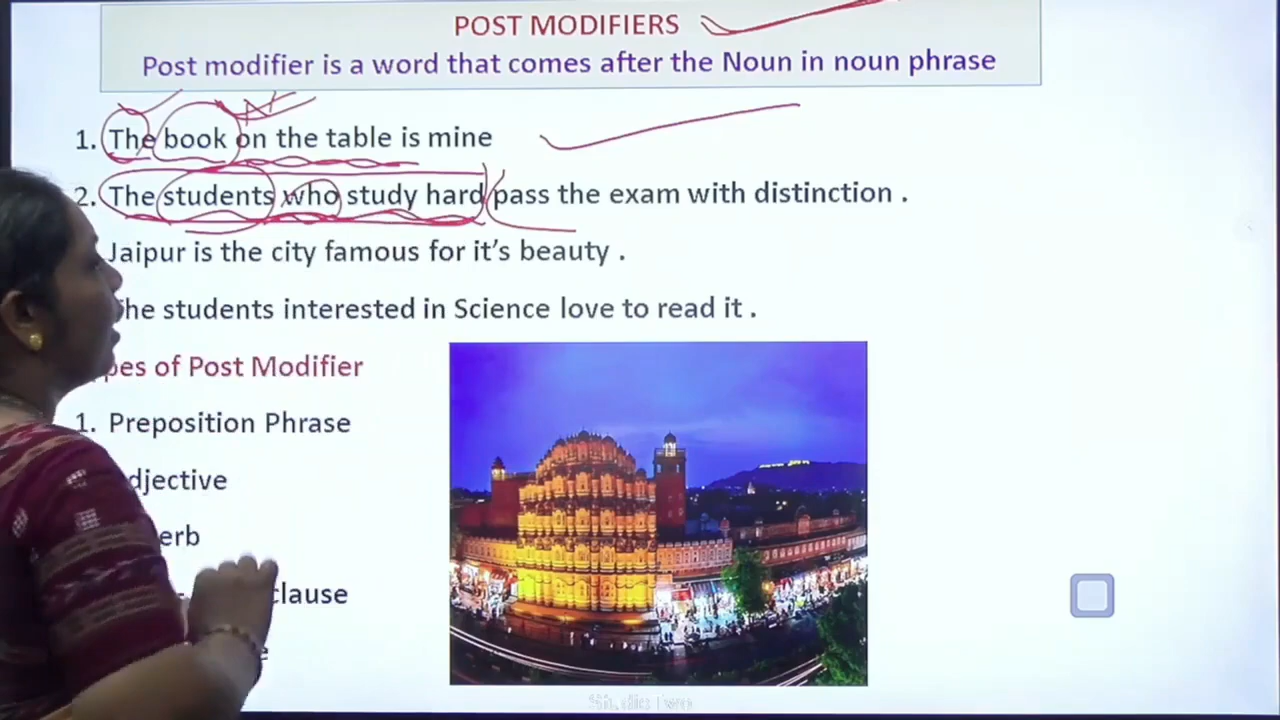 POST MODIFIERS
Post modifier is a word that comes after the Noun in noun phrase
1. The book on the table is mine
2. The students who study hard pass the exam with distinction .
Jaipur is the city famous for it's beauty .
he students interested in Science love to read it .
pes of Post Modifier
1. Preposition Phrase
djective
erb
clause